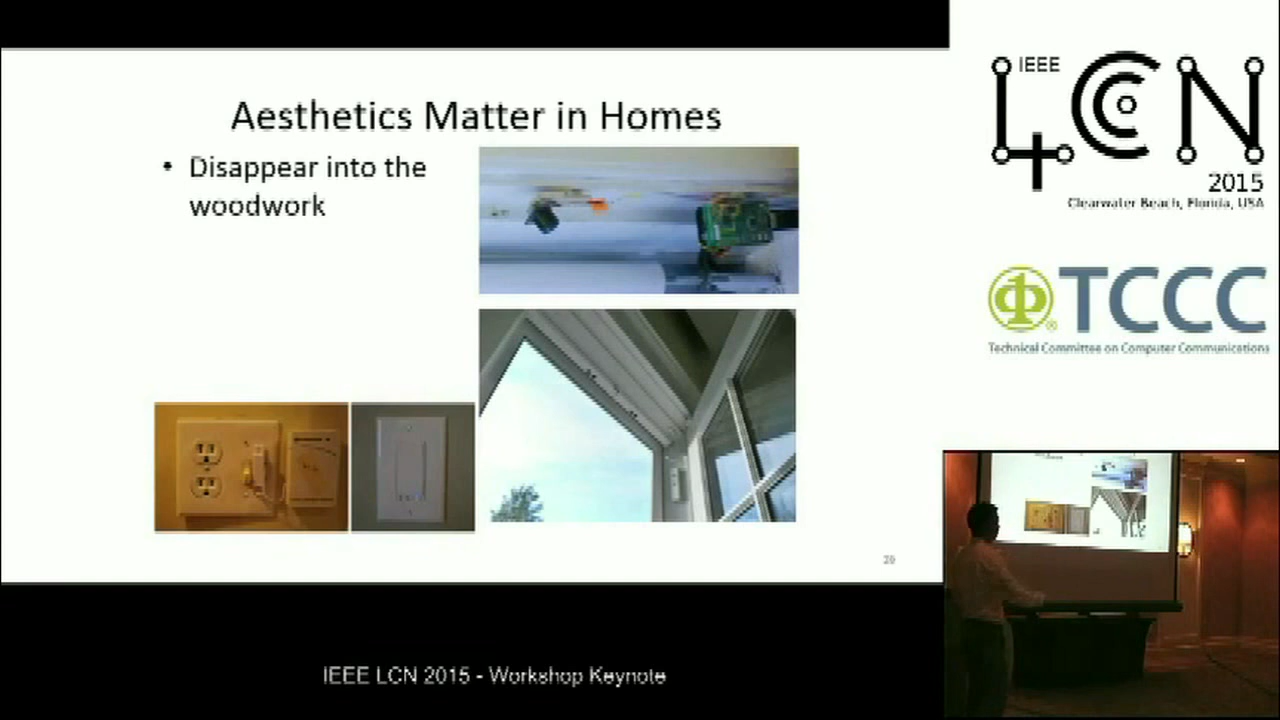 Aesthetics Matter in Homes
• Disappear into the
woodwork
20
IEEE
LCN
2015
Clearwater Beach, Florida, USA
TCCC
Technical Committee on Computer Communications
IEEE LCN 2015 - Workshop Keynote